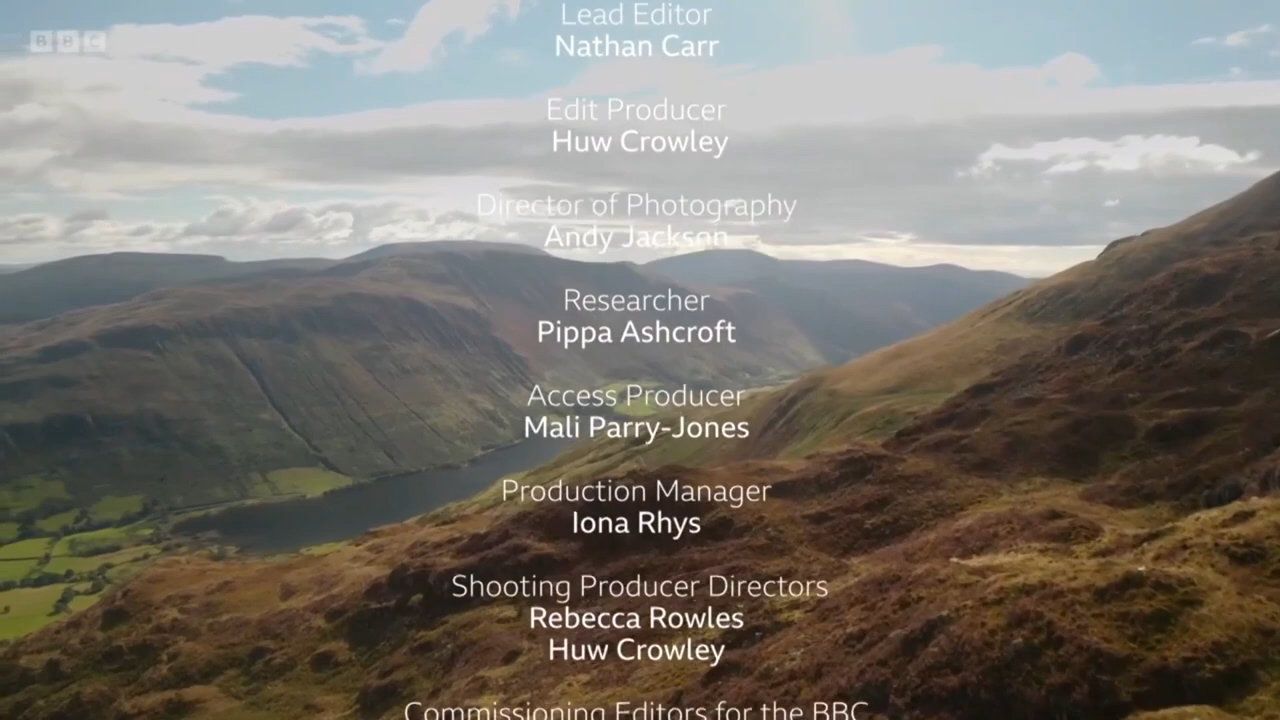 BBC
Lead Editor
Nathan Carr
Edit Producer
Huw Crowley
Director of Photography
Andy Jackson
Researcher
Pippa Ashcroft
Access Producer
Mali Parry-Jones
Production Manager
Iona Rhys
Shooting Producer Directors
Rebecca Rowles
Huw Crowley
Commissioning Editors for the BBC